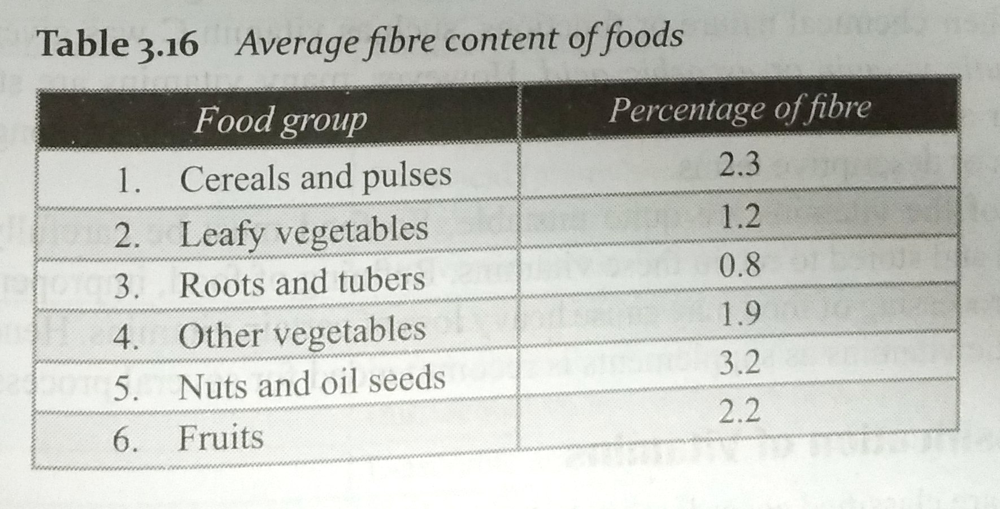 Table 3.16 Average fibre content of foods
Food group Percentage of fibre
1. Cereals and pulses 2.3
2. Leafy vegetables 1.2
3. Roots and tubers 0.8
4. Other vegetables 1.9
5. Nuts and oil seeds 3.2
6. Fruits 2.2